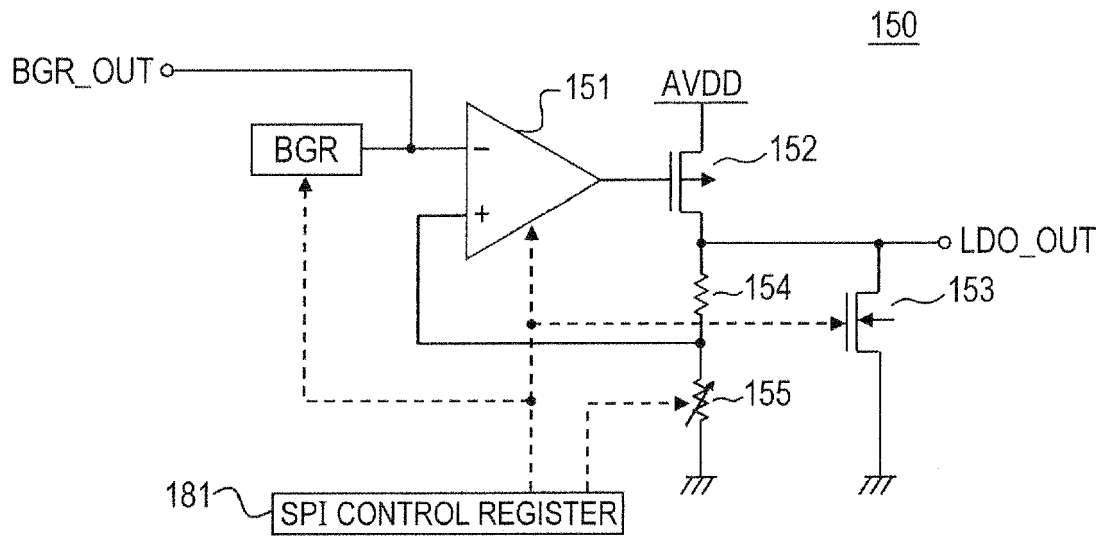 150
BGR_OUT
151
AVDD
BGR
−
152
+
LDO_OUT
154
153
155
181
SPI CONTROL REGISTER